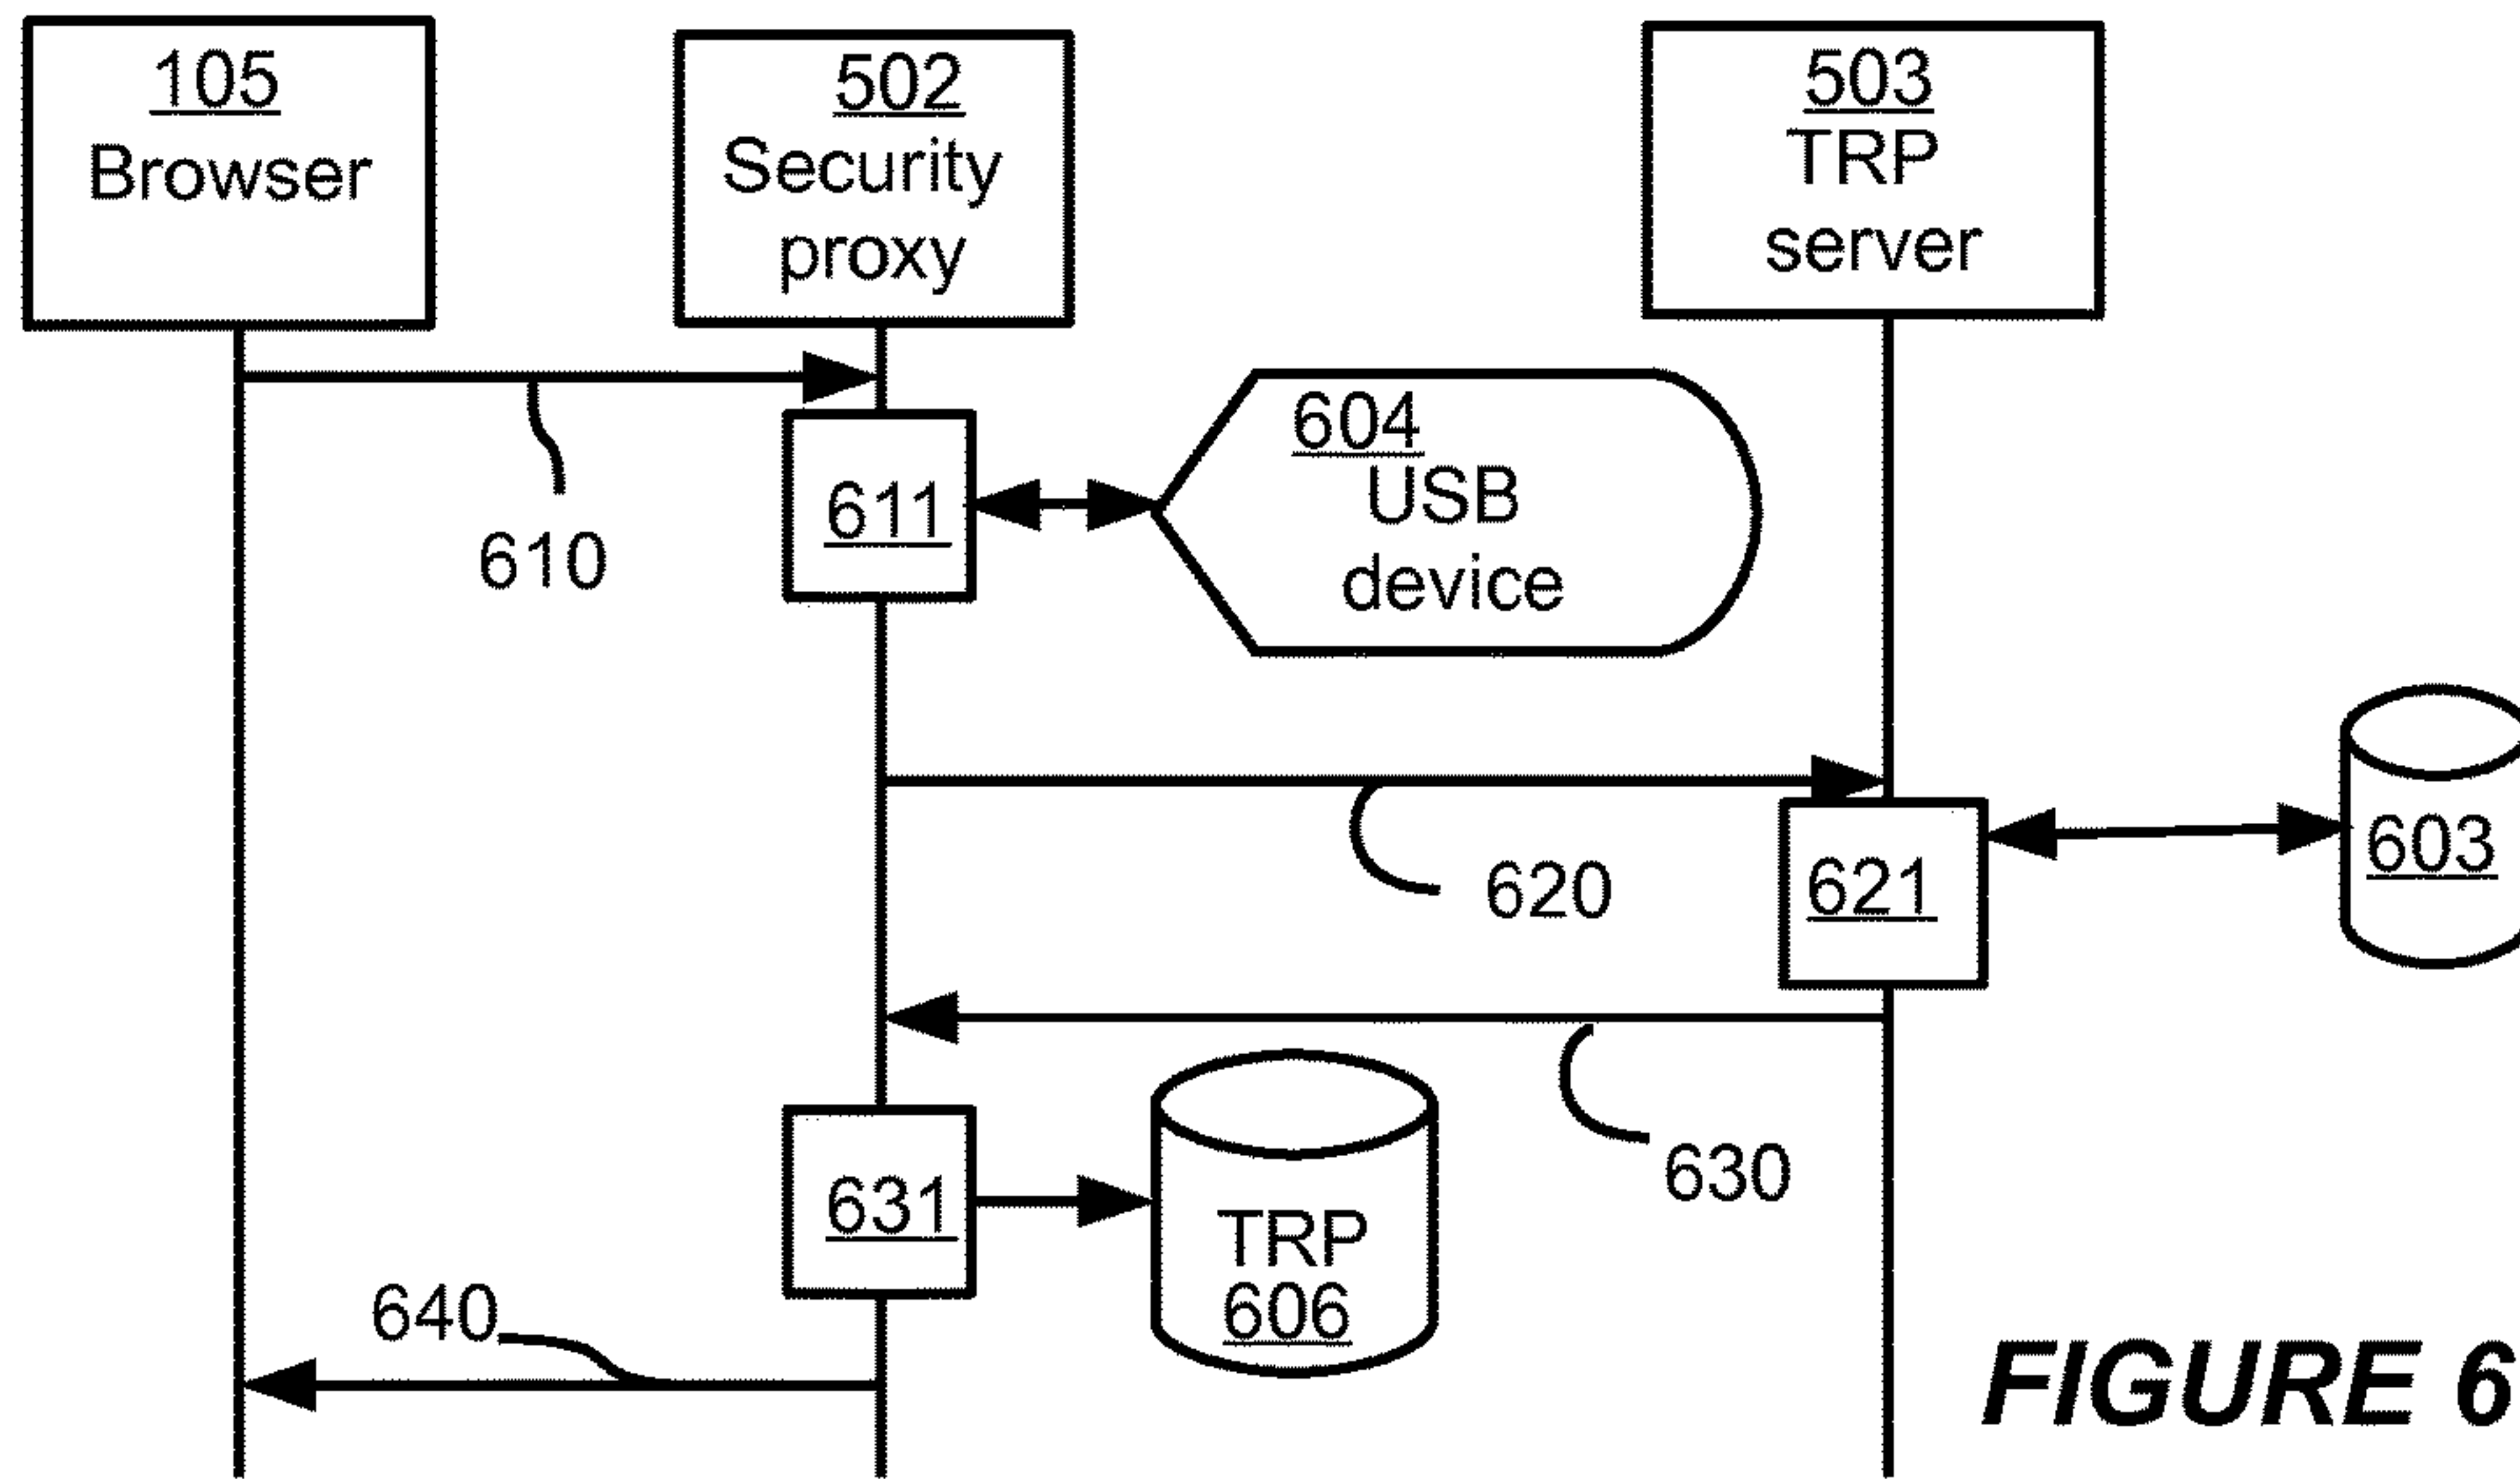 105
Browser
502
Security
proxy
503
TRP
server
610
611
604
USB
device
620
621
603
630
631
TRP
606
640
FIGURE 6